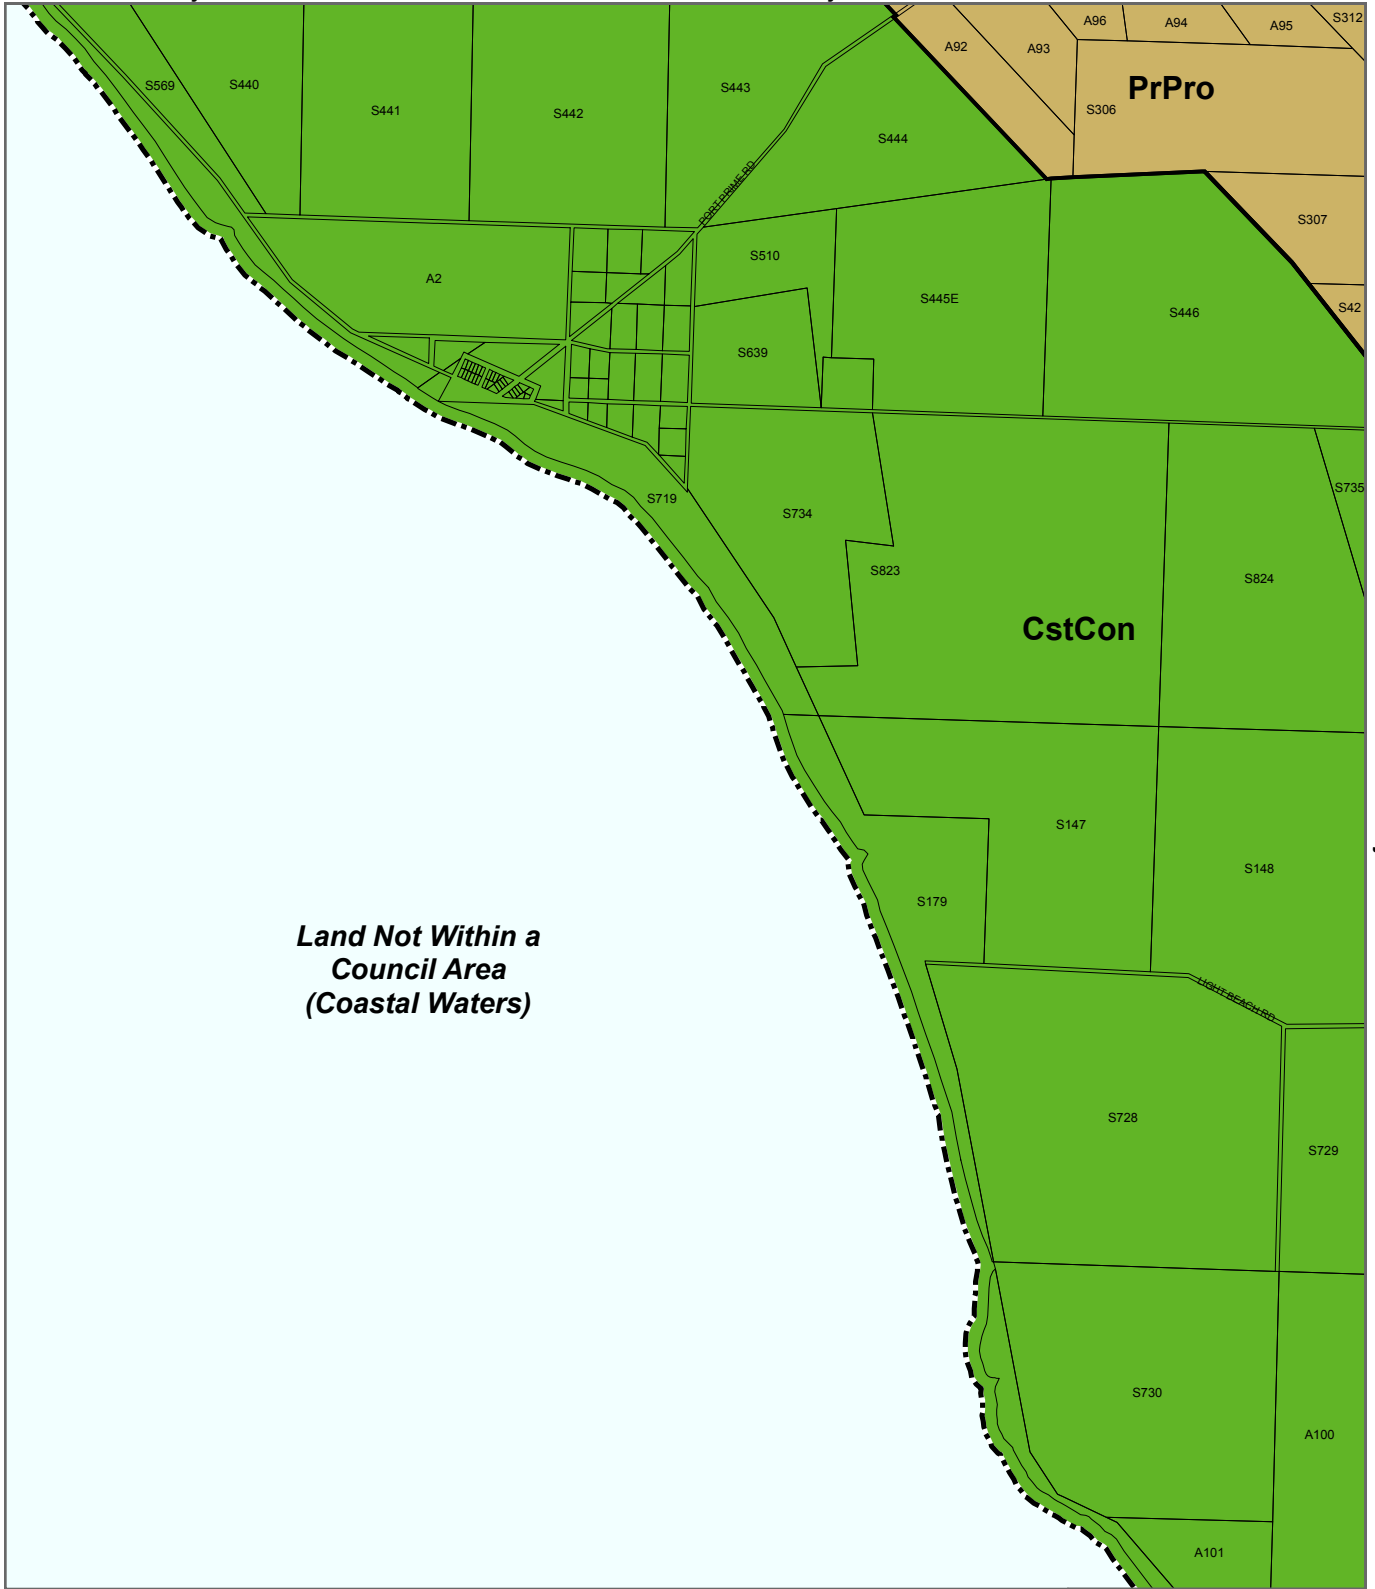 S312
A96
A94
A95
A92
A93
PrPro
S569
S440
S441
S442
S443
S306
S444
PORT PRIME RD
S307
S510
A2
S445E
S446
S42
S639
S735
S719
S734
S823
S824
CstCon
S147
S148
S179
Land Not Within a
Council Area
(Coastal Waters)
LIGHT BEACH RD
S728
S729
S730
A100
A101